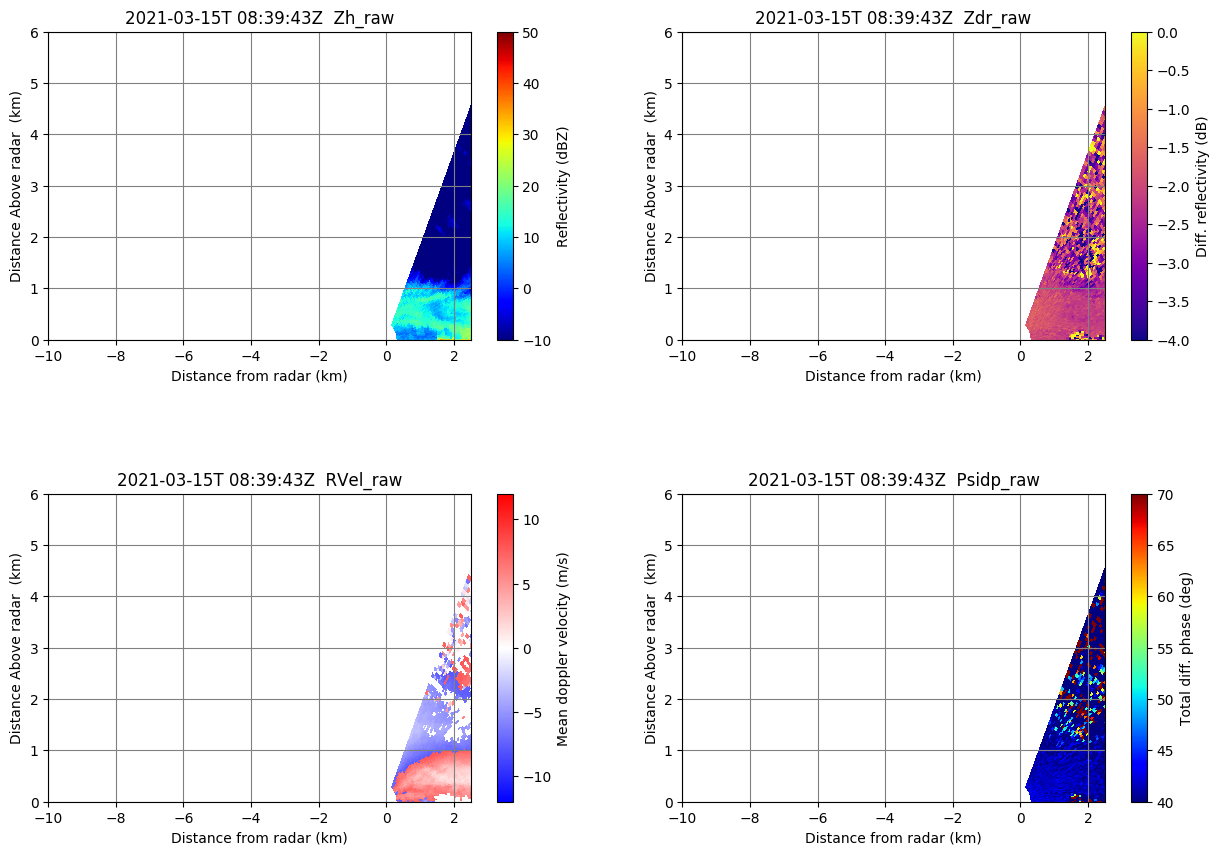 2021-03-15T 08:39:43Z  Zh_raw
6
5
4
3
2
1
0
Distance Above radar  (km)
−10 −8 −6 −4 −2 0 2
Distance from radar (km)
50
40
30
20
10
0
−10
Reflectivity (dBZ)
2021-03-15T 08:39:43Z  Zdr_raw
6
5
4
3
2
1
0
Distance Above radar  (km)
−10 −8 −6 −4 −2 0 2
Distance from radar (km)
0.0
−0.5
−1.0
−1.5
−2.0
−2.5
−3.0
−3.5
−4.0
Diff. reflectivity (dB)
2021-03-15T 08:39:43Z  RVel_raw
6
5
4
3
2
1
0
Distance Above radar  (km)
−10 −8 −6 −4 −2 0 2
Distance from radar (km)
10
5
0
−5
−10
Mean doppler velocity (m/s)
2021-03-15T 08:39:43Z  Psidp_raw
6
5
4
3
2
1
0
Distance Above radar  (km)
−10 −8 −6 −4 −2 0 2
Distance from radar (km)
70
65
60
55
50
45
40
Total diff. phase (deg)